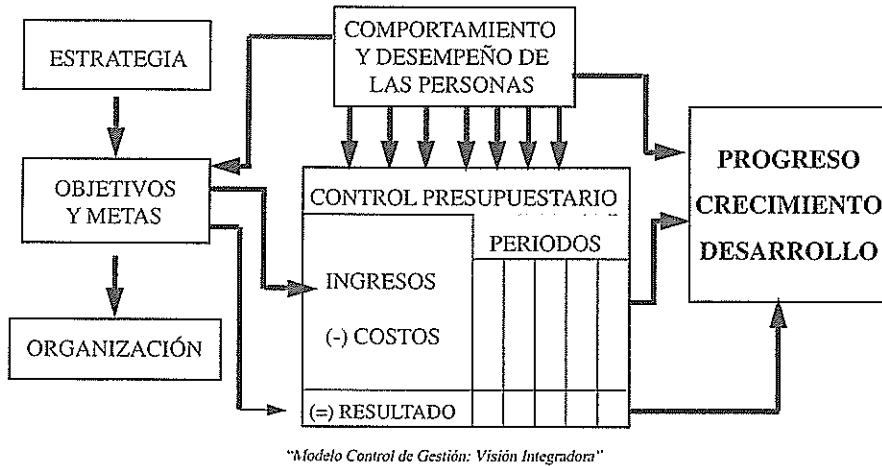 ESTRATEGIA
OBJETIVOS
Y METAS
ORGANIZACIÓN
COMPORTAMIENTO
Y DESEMPEÑO DE
LAS PERSONAS
CONTROL PRESUPUESTARIO
PERIODOS
INGRESOS
(-) COSTOS
(=) RESULTADO
PROGRESO
CRECIMIENTO
DESARROLLO
"Modelo Control de Gestión: Visión Integradora"